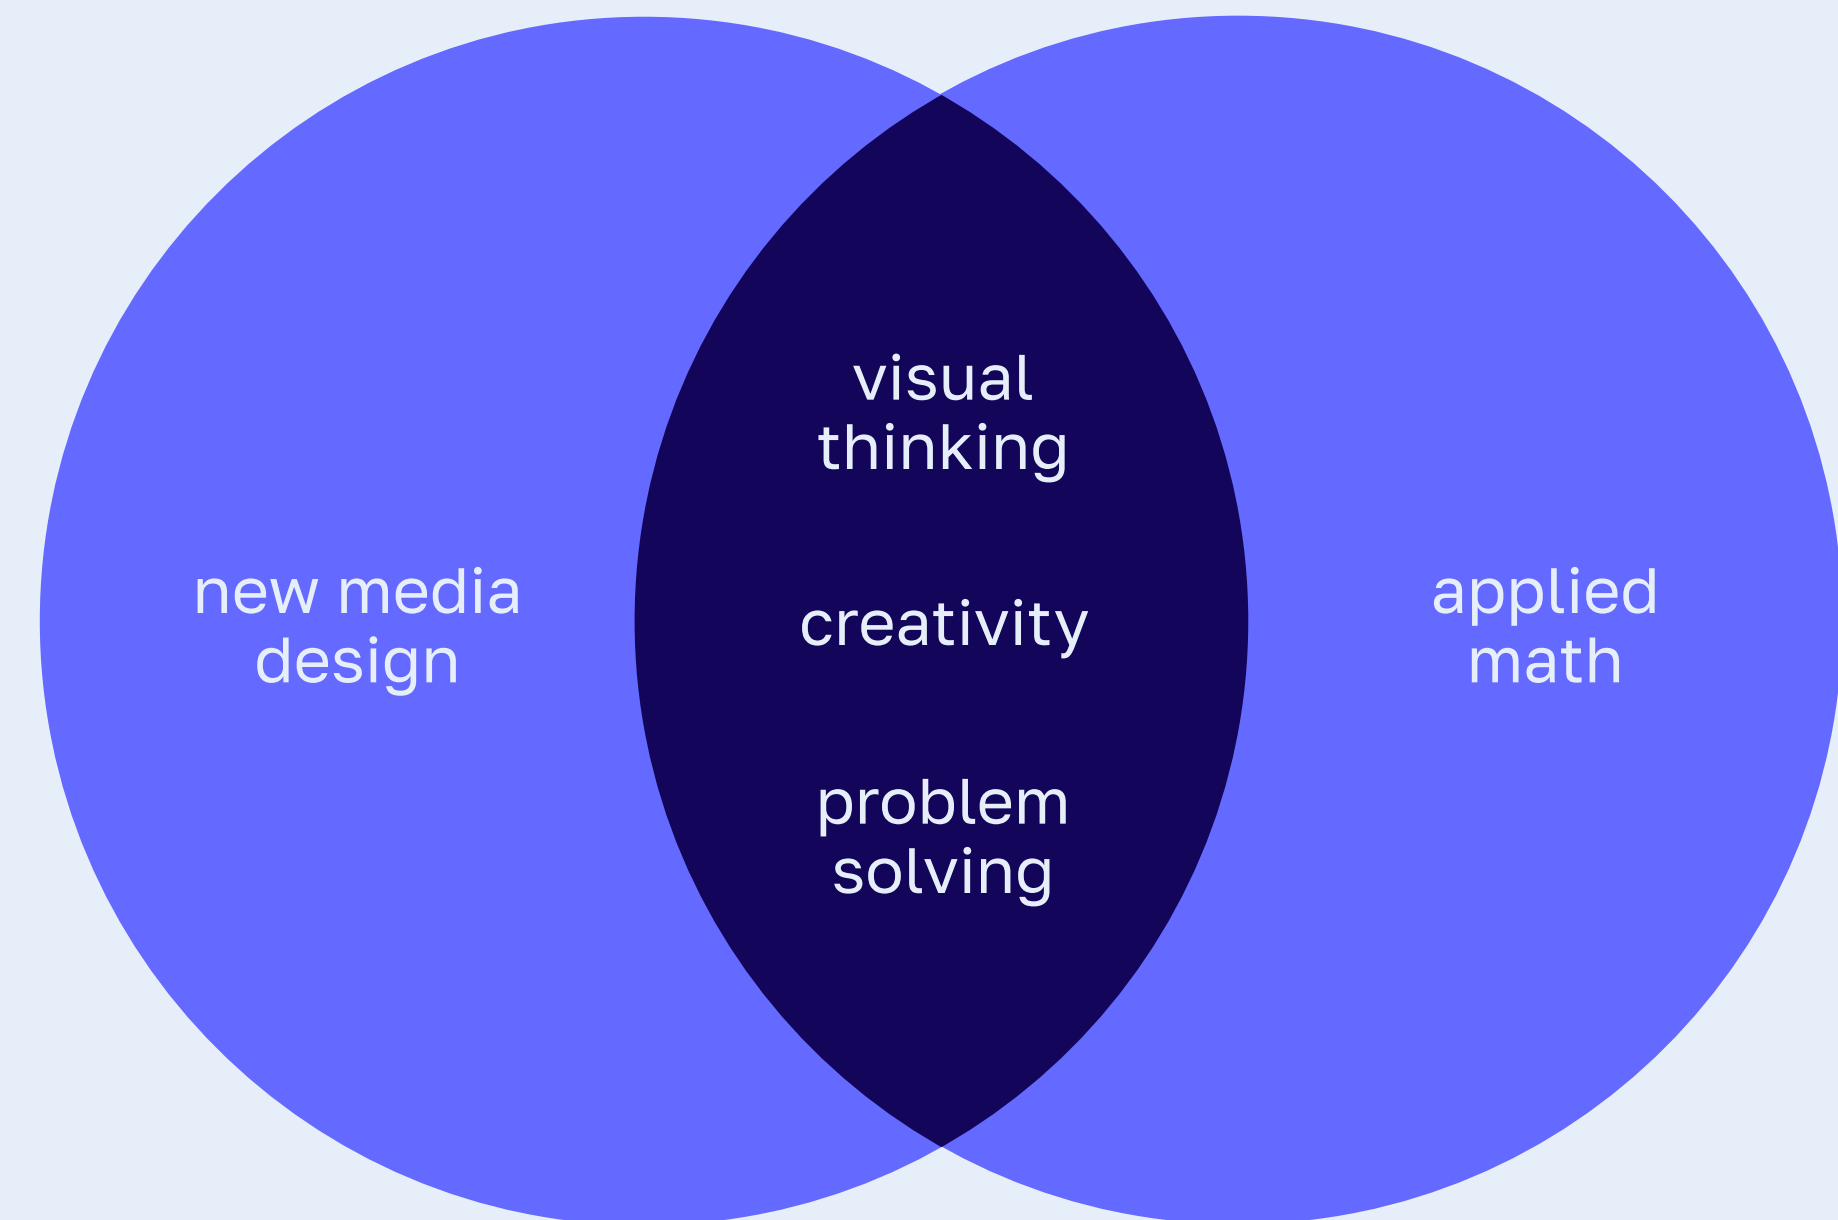 visual
thinking
new media
design
creativity
applied
math
problem
solving